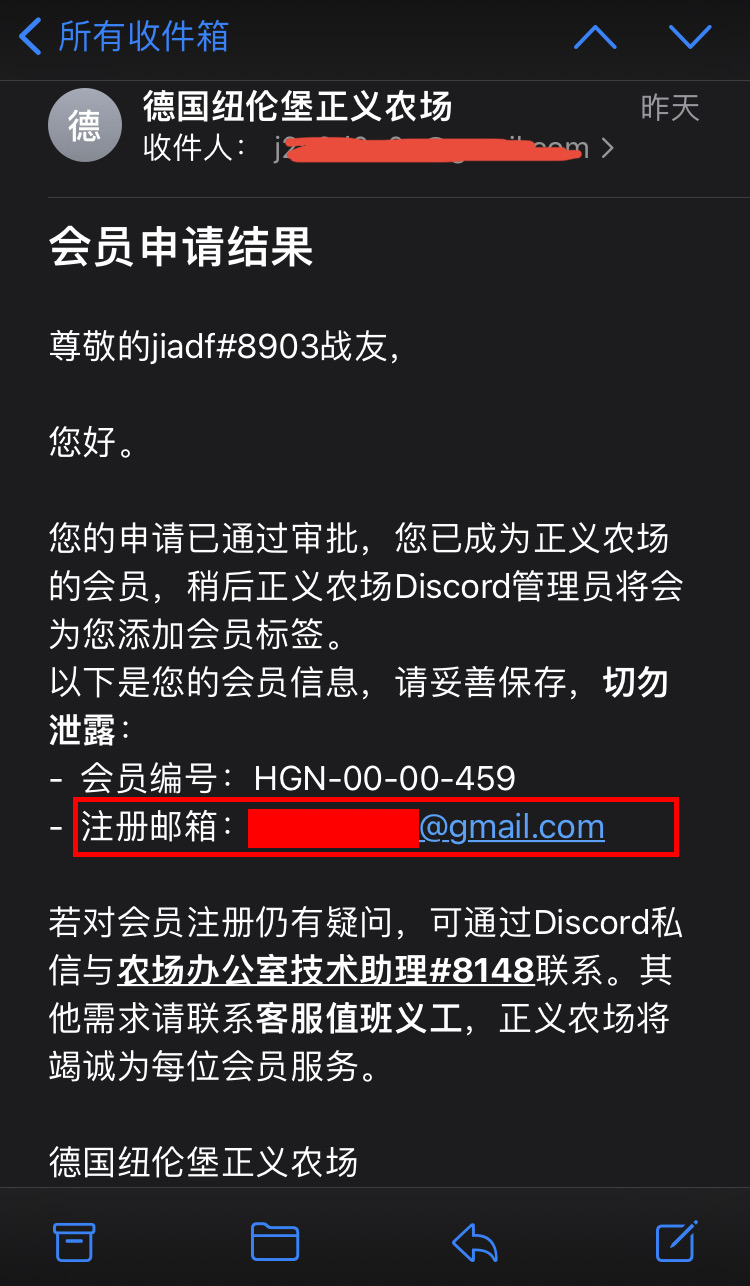 所有收件箱
德
德国纽伦堡正义农场
昨天
收件人：
会员申请结果
尊敬的jiadf#8903战友，
您好。
您的申请已通过审批，您已成为正义农场
的会员，稍后正义农场Discord管理员将会
为您添加会员标签。
以下是您的会员信息，请妥善保存，切勿
泄露：
- 会员编号：HGN-00-00-459
- 注册邮箱：@gmail.com
若对会员注册仍有疑问，可通过Discord私
信与农场办公室技术助理#8148联系。其
他需求请联系客服值班义工，正义农场将
竭诚为每位会员服务。
德国纽伦堡正义农场